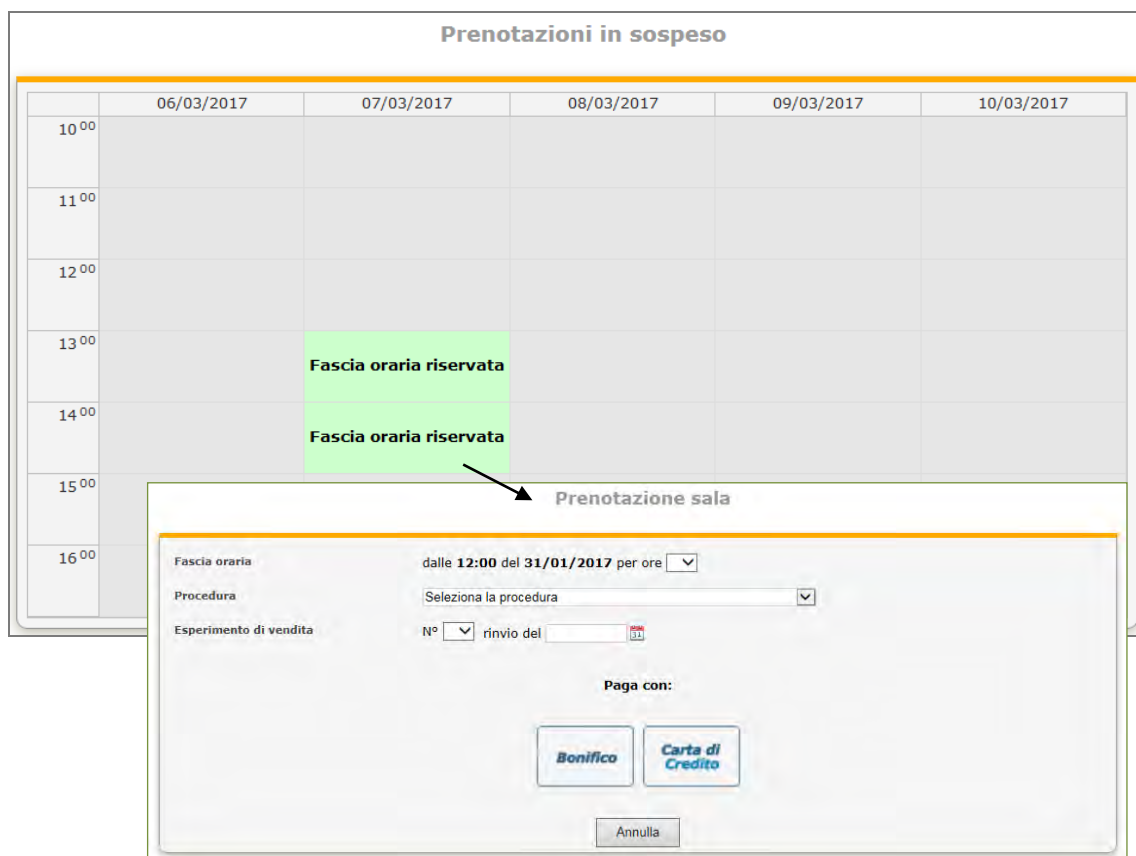 Prenotazioni in sospeso
06/03/2017 07/03/2017 08/03/2017 09/03/2017 10/03/2017
10 00
11 00
12 00
13 00
Fascia oraria riservata
14 00
Fascia oraria riservata
15 00
Prenotazione sala
16 00
Fascia oraria dalle 12:00 del 31/01/2017 per ore
Procedura Seleziona la procedura
Esperimento di vendita N° rinvio del 31
Paga con:
Bonifico Carta di Credito
Annulla